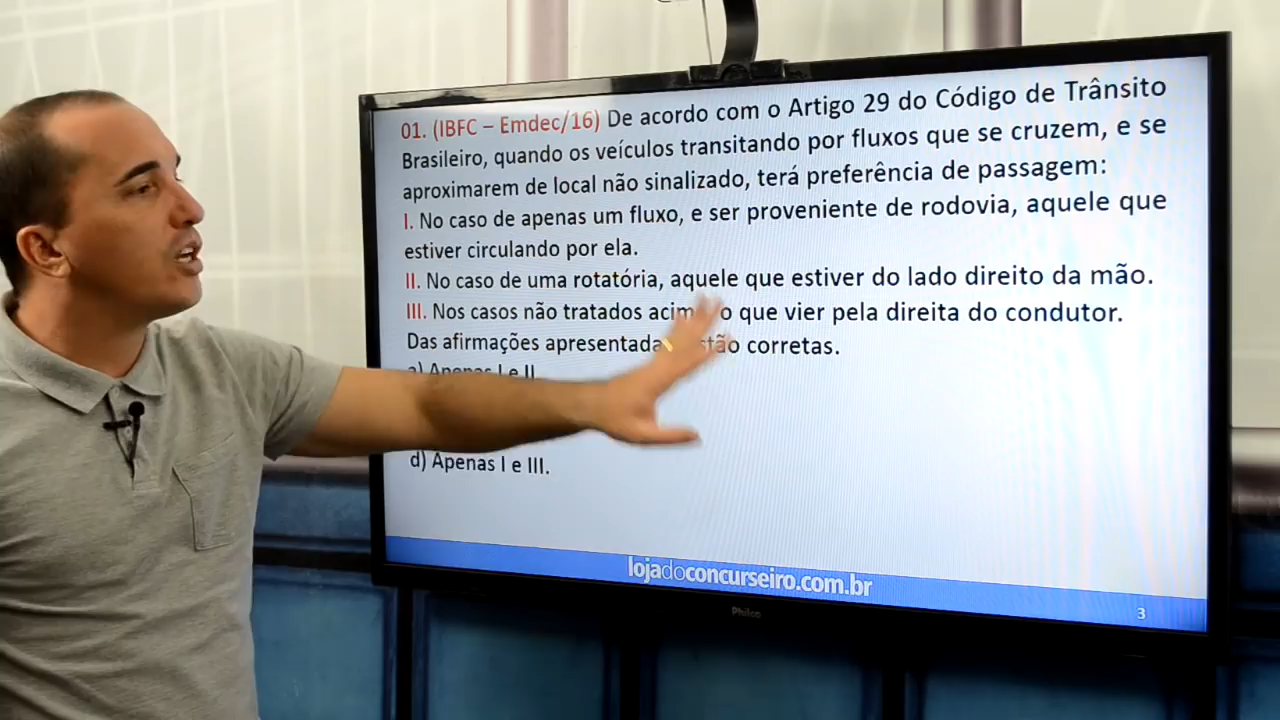 01. (IBFC – Emdec/16) De acordo com o Artigo 29 do Código de Trânsito
Brasileiro, quando os veículos transitando por fluxos que se cruzem, e se
aproximarem de local não sinalizado, terá preferência de passagem:
I. No caso de apenas um fluxo, e ser proveniente de rodovia, aquele que
estiver circulando por ela.
II. No caso de uma rotatória, aquele que estiver do lado direito da mão.
III. Nos casos não tratados o que vier pela direita do condutor.
Das afirmações corretas.
a) Apenas I e II
d) Apenas I e III.
lojadoconcurseiro.com.br
Philco
3